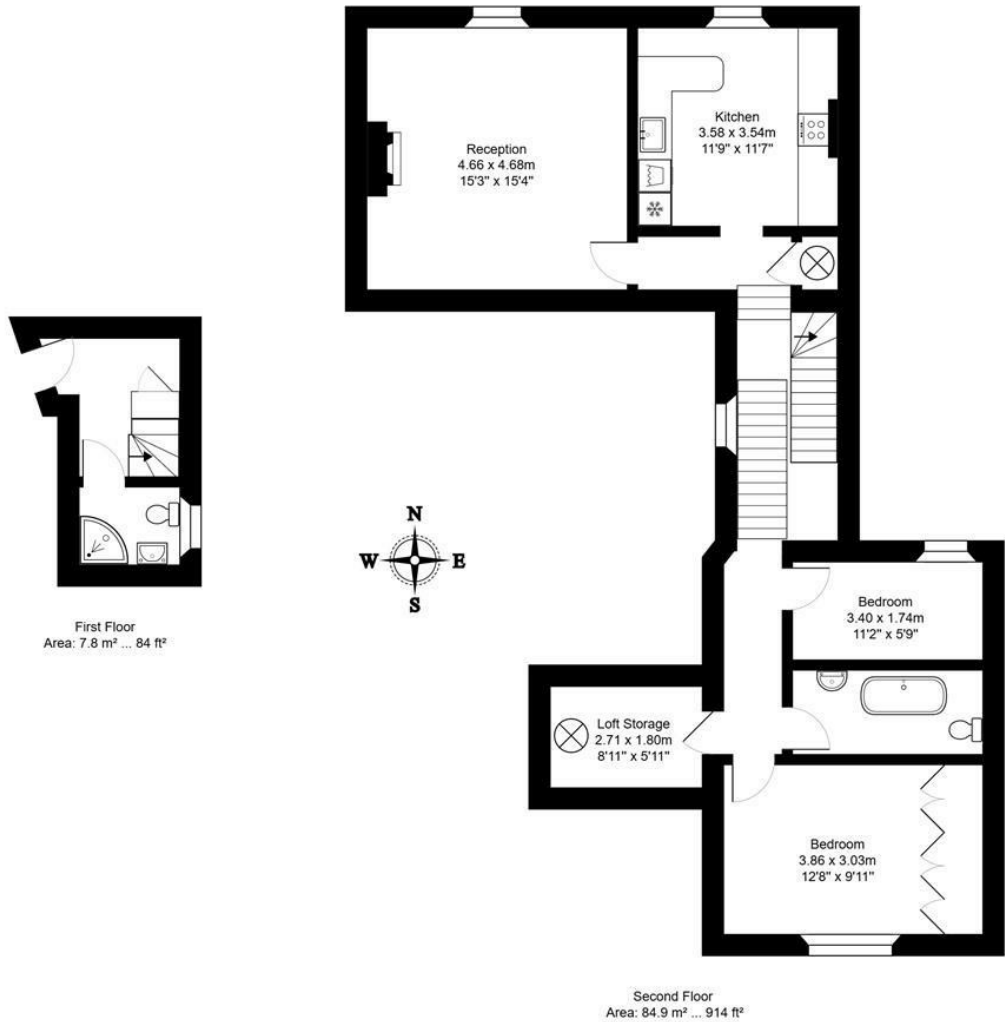 Kitchen
3.58 x 3.54m
11'9" x 11'7"
Reception
4.66 x 4.68m
15'3" x 15'4"
N
W
E
S
First Floor
Area: 7.8 m² ... 84 ft²
Bedroom
3.40 x 1.74m
11'2" x 5'9"
Loft Storage
2.71 x 1.80m
8'11" x 5'11"
Bedroom
3.86 x 3.03m
12'8" x 9'11"
Second Floor
Area: 84.9 m² ... 914 ft²